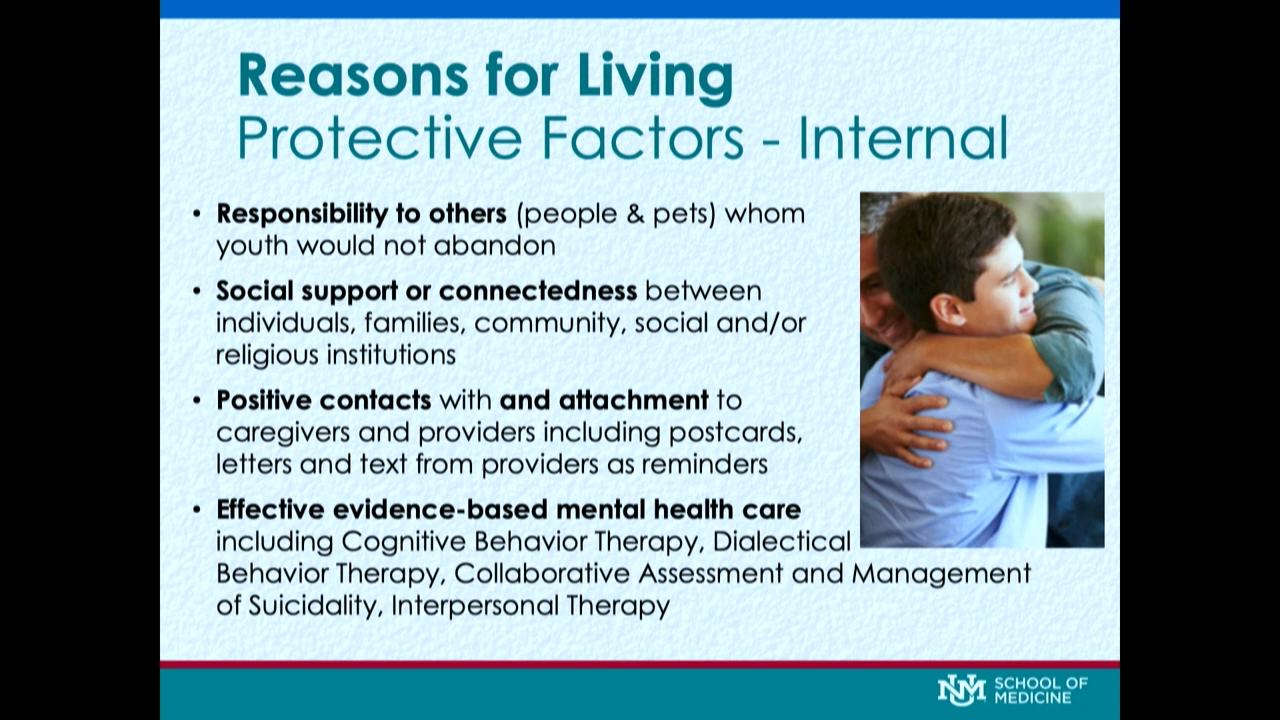 Reasons for Living
Protective Factors - Internal
• Responsibility to others (people & pets) whom
youth would not abandon
• Social support or connectedness between
individuals, families, community, social and/or
religious institutions
• Positive contacts with and attachment to
caregivers and providers including postcards,
letters and text from providers as reminders
• Effective evidence-based mental health care
including Cognitive Behavior Therapy, Dialectical
Behavior Therapy, Collaborative Assessment and Management
of Suicidality, Interpersonal Therapy
UNM SCHOOL OF
MEDICINE